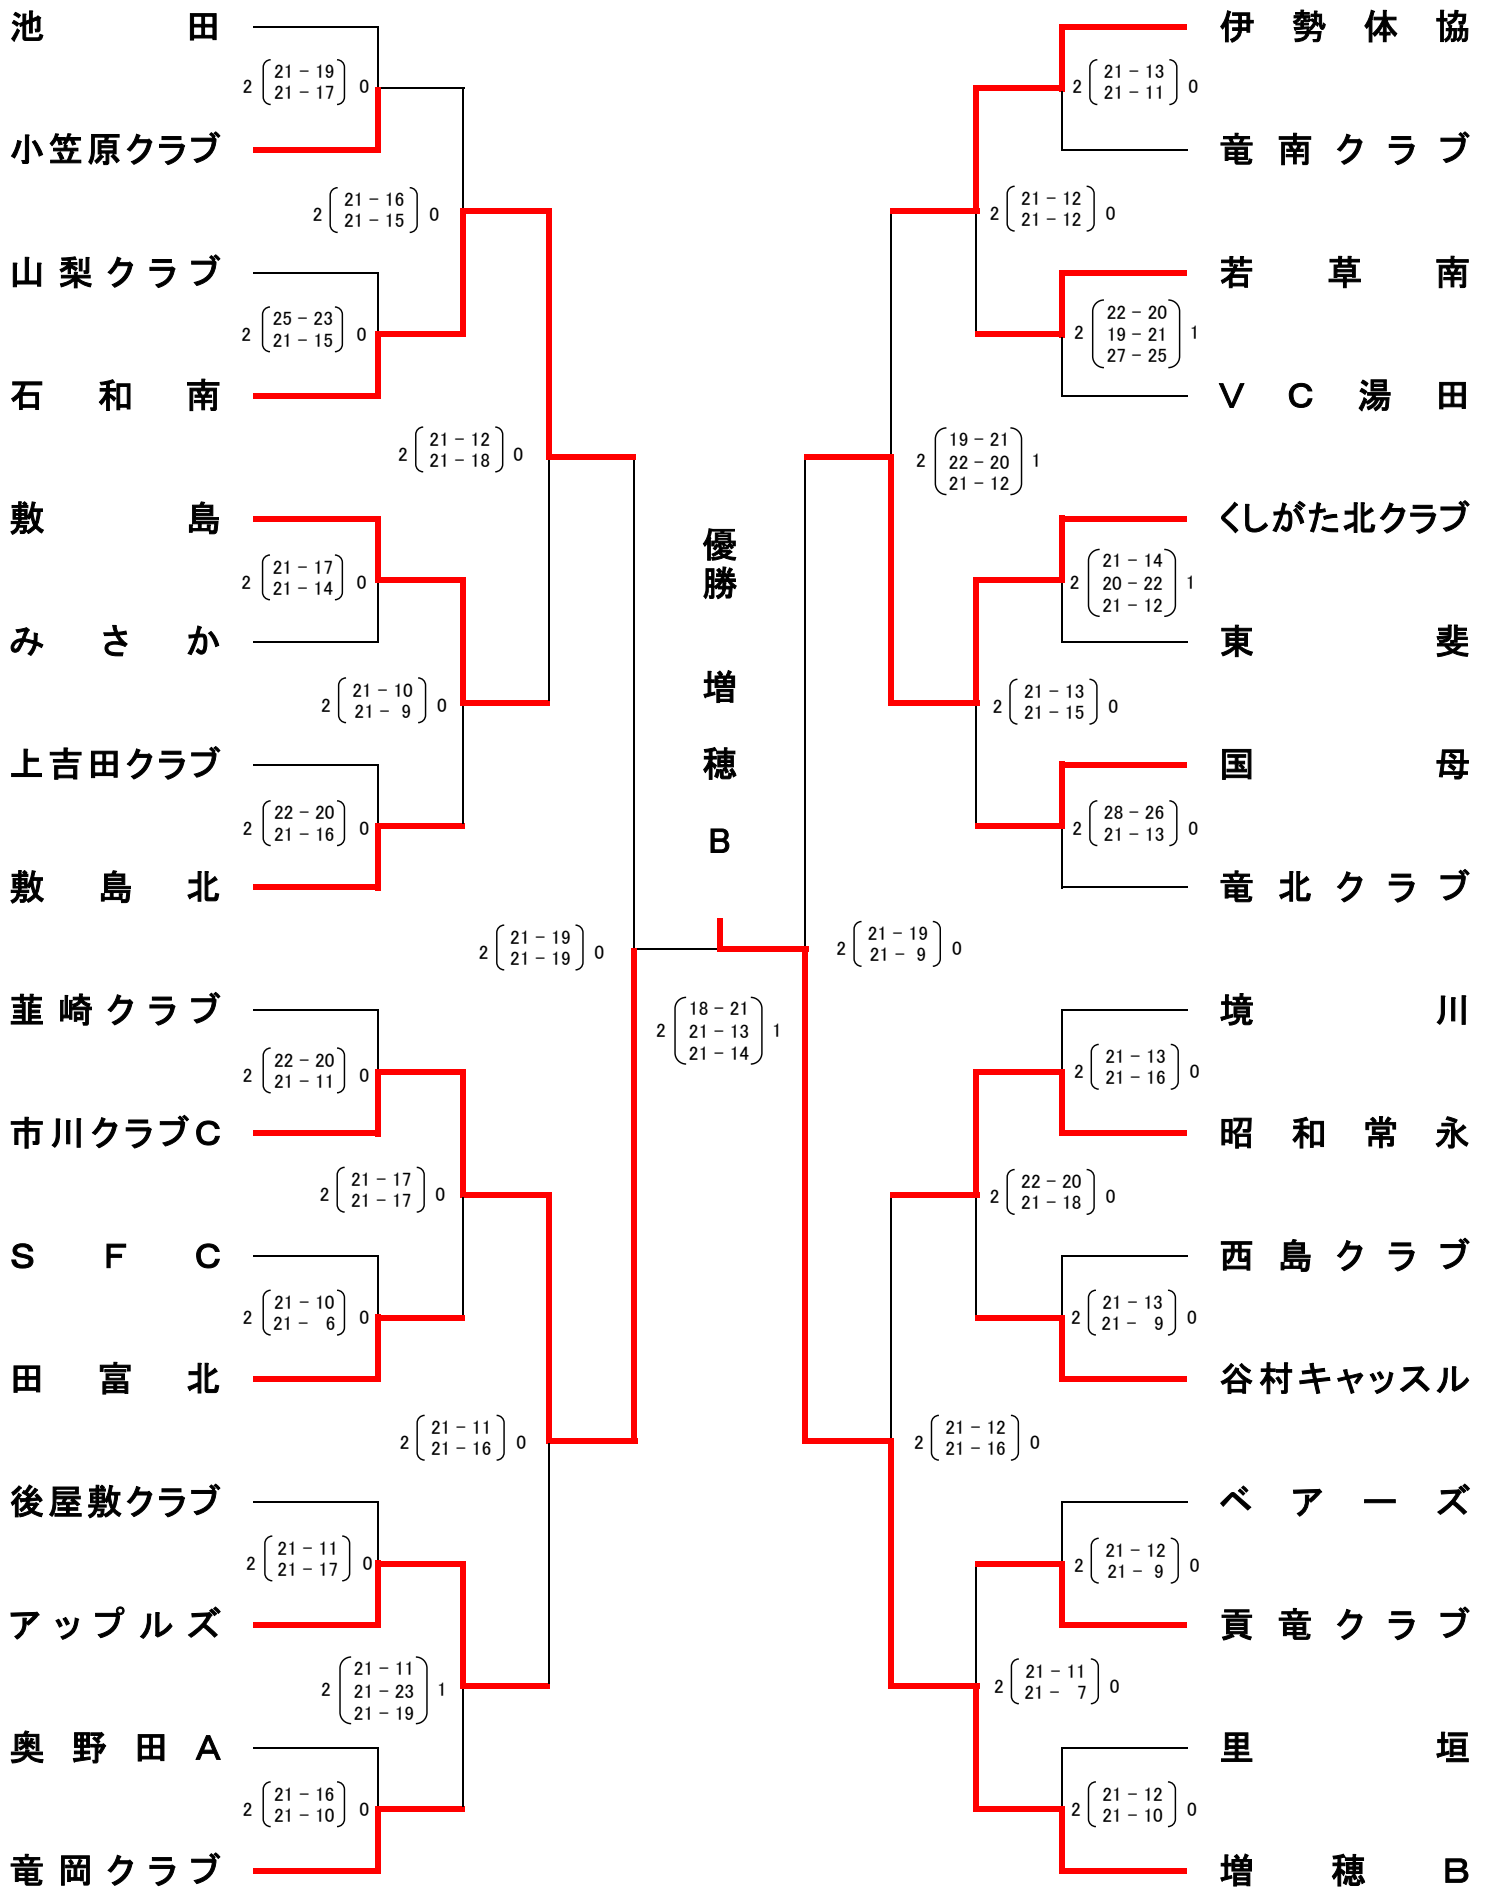 池田
2 21－19 0
21－17
小笠原クラブ
2 21－16 0
21－15
山梨クラブ
2 25－23 0
21－15
石和南
2 21－12 0
21－18
敷島
2 21－17 0
21－14
みさか
2 21－10 0
21－ 9
上吉田クラブ
2 22－20 0
21－16
敷島北
2 21－19 0
21－19
韮崎クラブ
2 22－20 0
21－11
市川クラブC
2 21－17 0
21－17
SFC
2 21－10 0
21－ 6
田富北
2 21－11 0
21－16
後屋敷クラブ
2 21－11 0
21－17
アップルズ
2 21－11 1
21－23
21－19
奥野田A
2 21－16 0
21－10
竜岡クラブ
優勝 増穂B
2 18－21 1
21－13
21－14
伊勢体協
2 21－13 0
21－11
竜南クラブ
2 21－12 0
21－12
若草南
2 22－20 1
19－21
27－25
VC湯田
2 19－21 1
22－20
21－12
くしがた北クラブ
2 21－14 1
20－22
21－12
東斐
2 21－13 0
21－15
国母
2 28－26 0
21－13
竜北クラブ
2 21－19 0
21－ 9
境川
2 21－13 0
21－16
昭和常永
2 22－20 0
21－18
西島クラブ
2 21－13 0
21－ 9
谷村キャッスル
2 21－12 0
21－16
ベアーズ
2 21－12 0
21－ 9
貢竜クラブ
2 21－11 0
21－ 7
里垣
2 21－12 0
21－10
増穂B